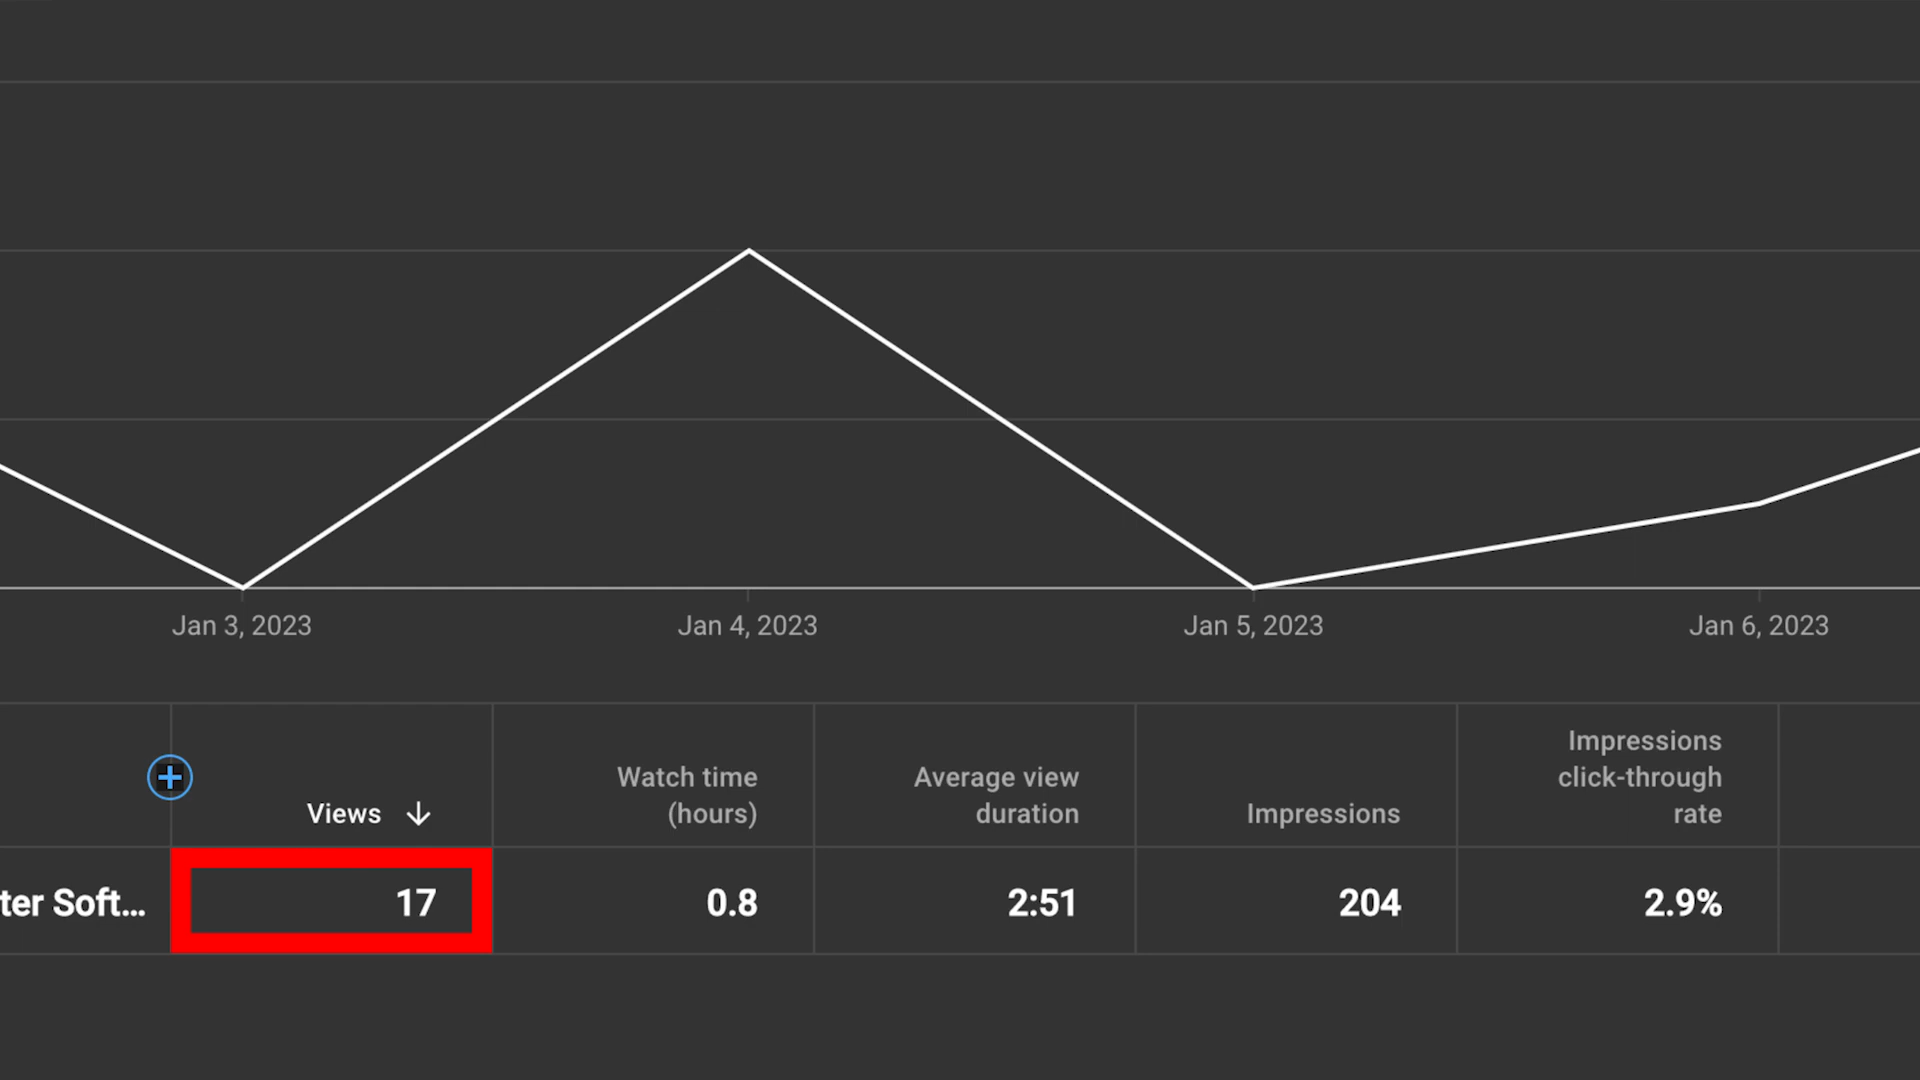 Jan 3, 2023
Jan 4, 2023
Jan 5, 2023
Jan 6, 2023
Views
Watch time
(hours)
Average view
duration
Impressions
Impressions
click-through
rate
ter Soft...
17
0.8
2:51
204
2.9%